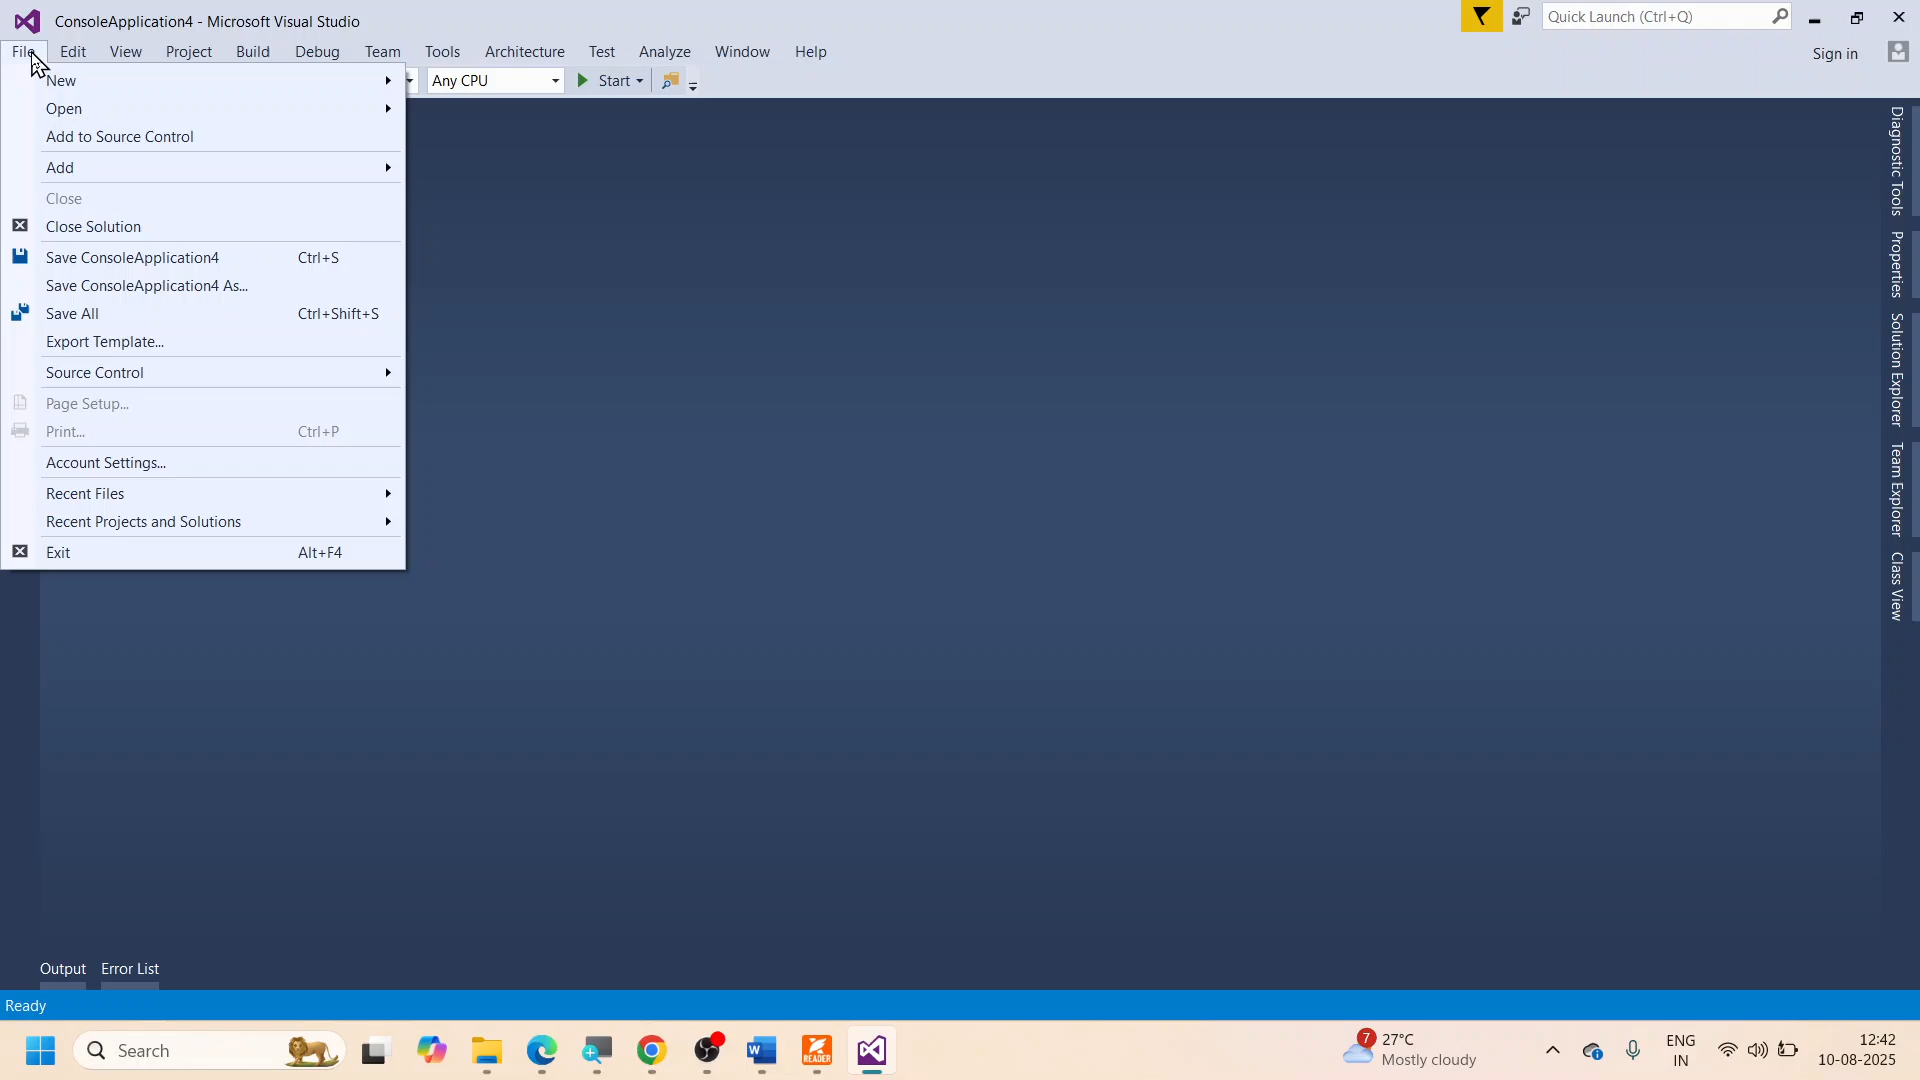 ConsoleApplication4 - Microsoft Visual Studio
Quick Launch (Ctrl+Q)
File Edit View Project Build Debug Team Tools Architecture Test Analyze Window Help
Sign in
Any CPU
Start
New
Open
Add to Source Control
Add
Close
Close Solution
Save ConsoleApplication4 Ctrl+S
Save ConsoleApplication4 As...
Save All Ctrl+Shift+S
Export Template...
Source Control
Page Setup...
Print... Ctrl+P
Account Settings...
Recent Files
Recent Projects and Solutions
Exit Alt+F4
Diagnostic Tools
Properties
Solution Explorer
Team Explorer
Class View
Output Error List
Ready
Search
READER
7
27°C
Mostly cloudy
ENG
IN
12:42
10-08-2025